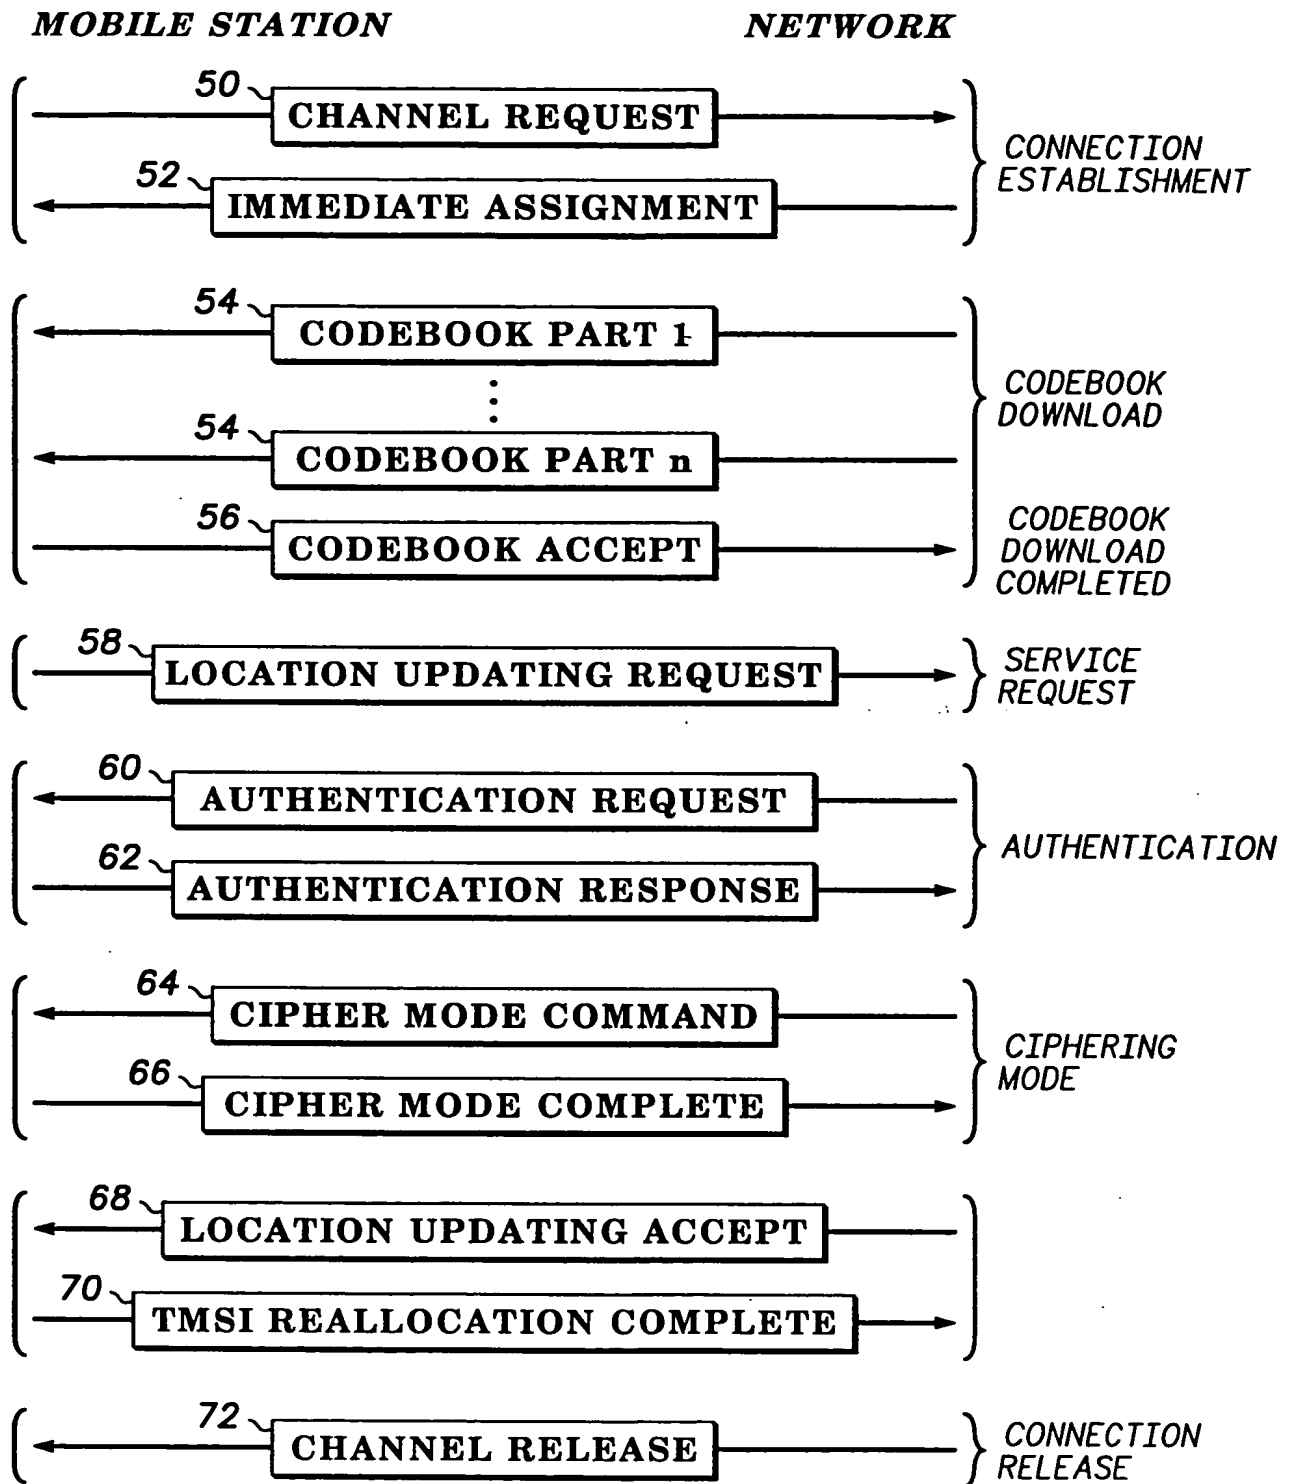 MOBILE STATION NETWORK
50
CHANNEL REQUEST
52
IMMEDIATE ASSIGNMENT
CONNECTION
ESTABLISHMENT
54
CODEBOOK PART 1
54
CODEBOOK PART n
CODEBOOK
DOWNLOAD
56
CODEBOOK ACCEPT
CODEBOOK
DOWNLOAD
COMPLETED
58
LOCATION UPDATING REQUEST
SERVICE
REQUEST
60
AUTHENTICATION REQUEST
62
AUTHENTICATION RESPONSE
AUTHENTICATION
64
CIPHER MODE COMMAND
66
CIPHER MODE COMPLETE
CIPHERING
MODE
68
LOCATION UPDATING ACCEPT
70
TMSI REALLOCATION COMPLETE
72
CHANNEL RELEASE
CONNECTION
RELEASE